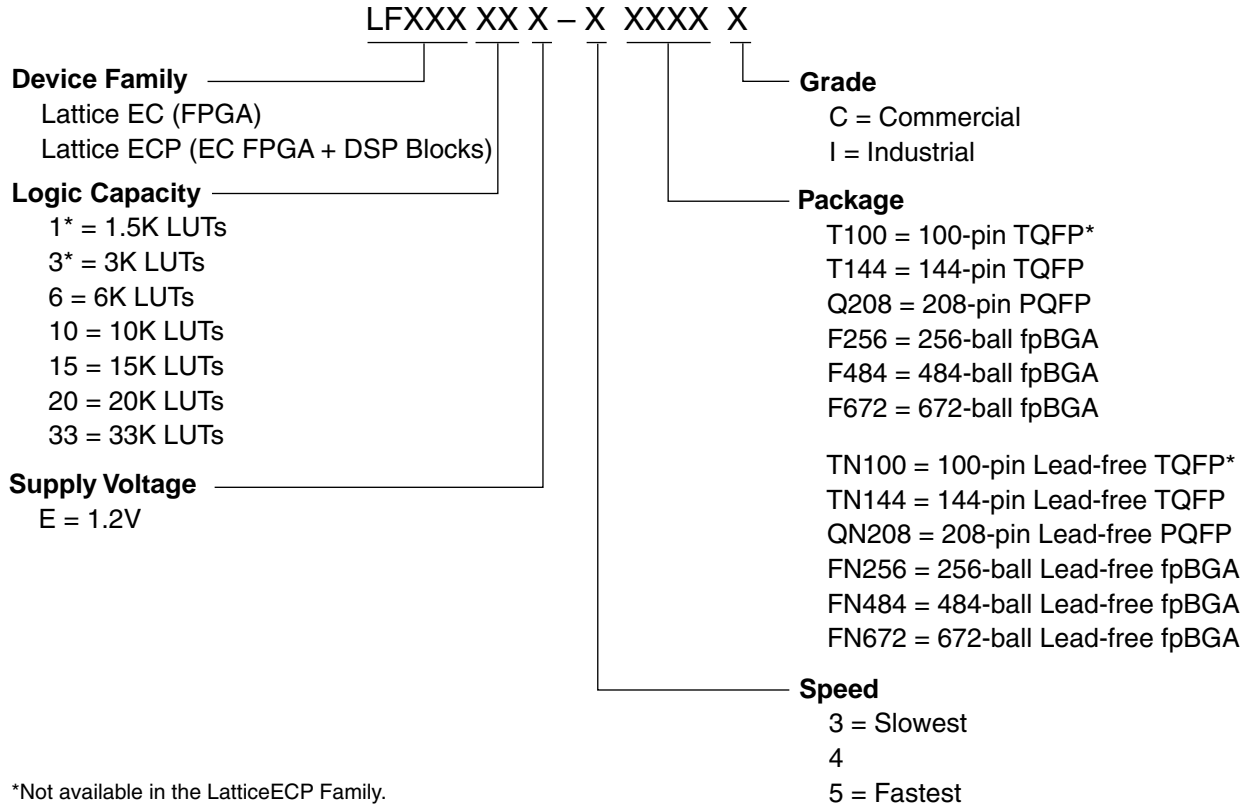 LFXXX XX X – X XXXX X
Device Family
Lattice EC (FPGA)
Lattice ECP (EC FPGA + DSP Blocks)
Logic Capacity
1* = 1.5K LUTs
3* = 3K LUTs
6 = 6K LUTs
10 = 10K LUTs
15 = 15K LUTs
20 = 20K LUTs
33 = 33K LUTs
Supply Voltage
E = 1.2V
Grade
C = Commercial
I = Industrial
Package
T100 = 100-pin TQFP*
T144 = 144-pin TQFP
Q208 = 208-pin PQFP
F256 = 256-ball fpBGA
F484 = 484-ball fpBGA
F672 = 672-ball fpBGA
TN100 = 100-pin Lead-free TQFP*
TN144 = 144-pin Lead-free TQFP
QN208 = 208-pin Lead-free PQFP
FN256 = 256-ball Lead-free fpBGA
FN484 = 484-ball Lead-free fpBGA
FN672 = 672-ball Lead-free fpBGA
Speed
3 = Slowest
4
5 = Fastest
*Not available in the LatticeECP Family.